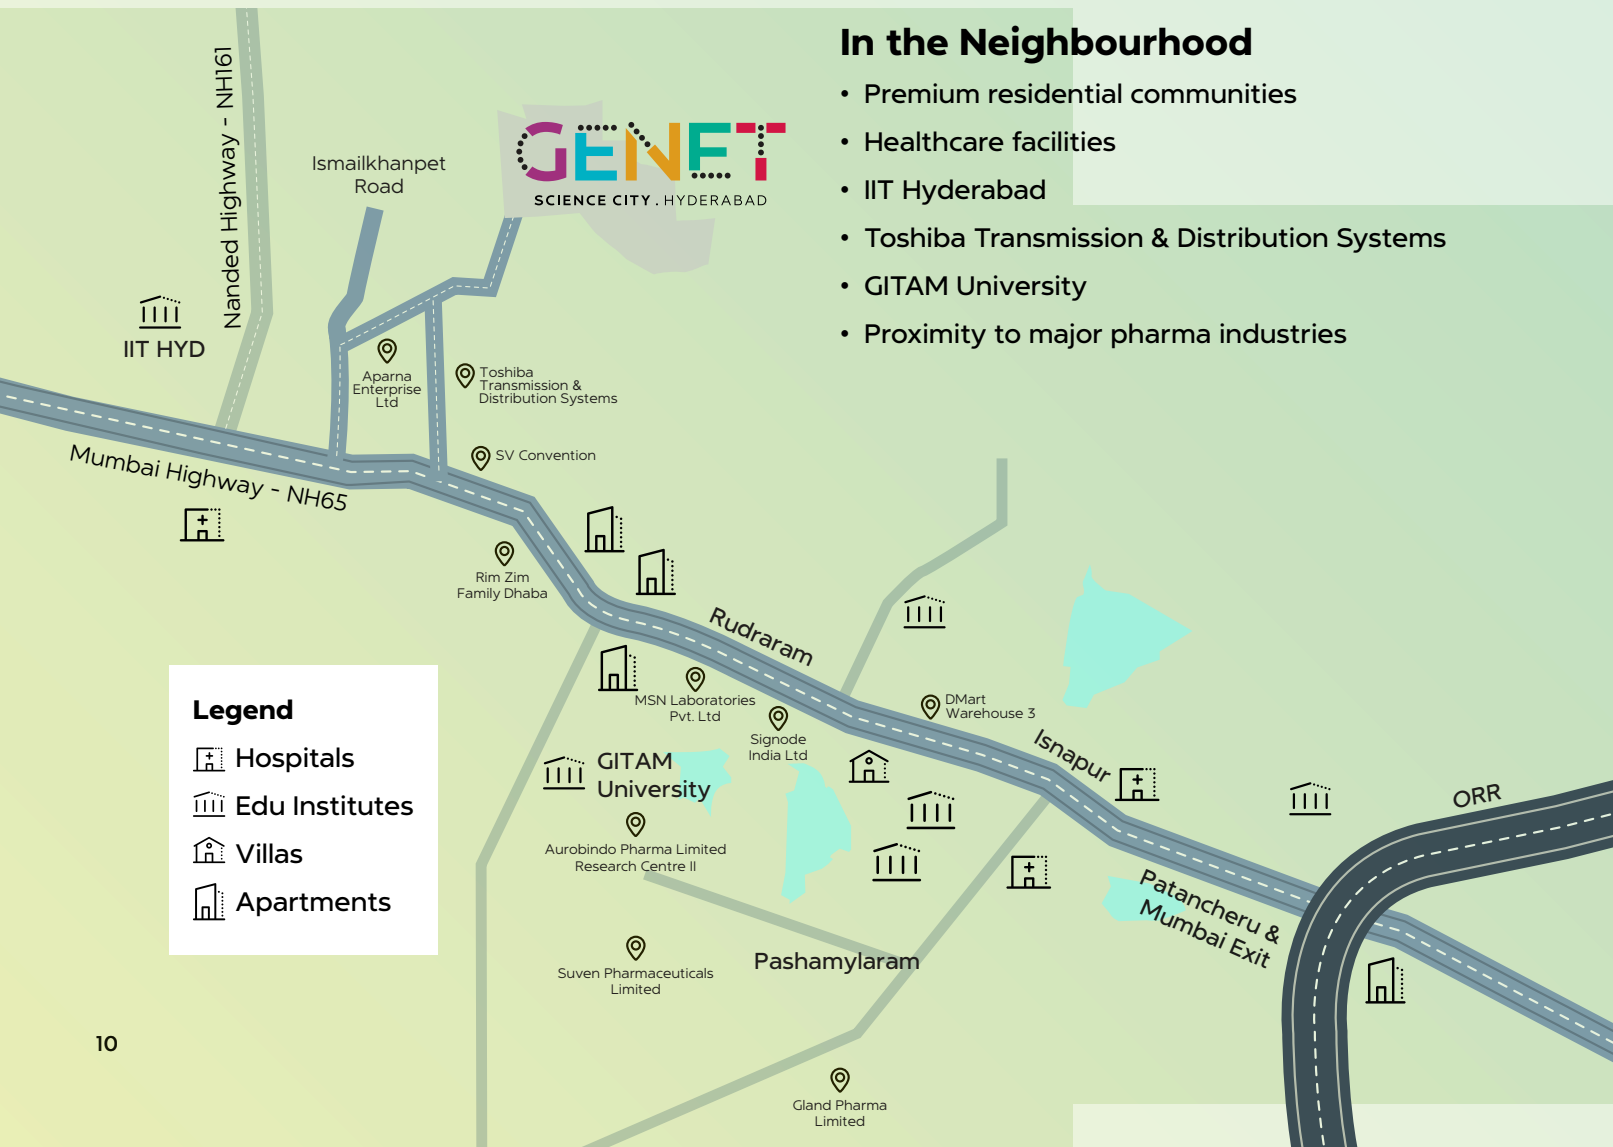 In the Neighbourhood
• Premium residential communities
• Healthcare facilities
• IIT Hyderabad
• Toshiba Transmission & Distribution Systems
• GITAM University
• Proximity to major pharma industries
Nanded Highway - NH161
Ismailkhanpet
Road
GENET
SCIENCE CITY . HYDERABAD
IIT HYD
Aparna
Enterprise
Ltd
Toshiba
Transmission &
Distribution Systems
SV Convention
Mumbai Highway - NH65
Rim Zim
Family Dhaba
Rudraram
MSN Laboratories
Pvt. Ltd
Signode
India Ltd
DMart
Warehouse 3
Isnapur
GITAM
University
Aurobindo Pharma Limited
Research Centre II
ORR
Patancheru &
Mumbai Exit
Suven Pharmaceuticals
Limited
Pashamylaram
Gland Pharma
Limited
Legend
Hospitals
Edu Institutes
Villas
Apartments
10